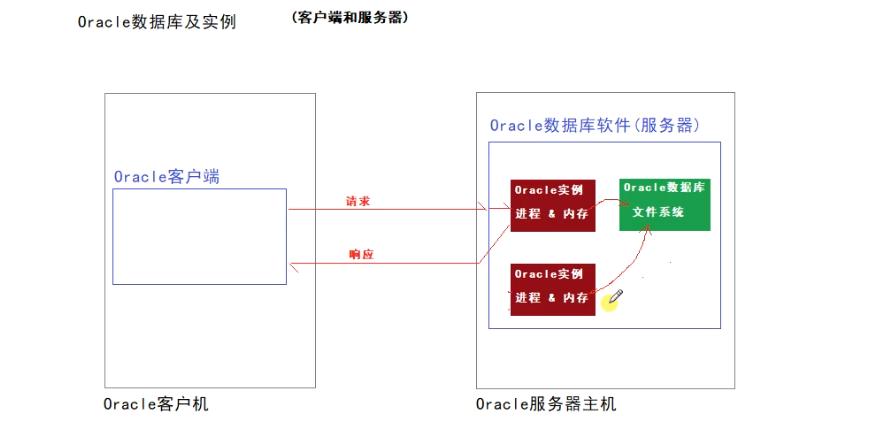 Oracle数据库及实例
(客户端和服务器)
Oracle数据库软件(服务器)
Oracle客户端
请求
响应
Oracle实例
进程 & 内存
Oracle数据库
文件系统
Oracle实例
进程 & 内存
Oracle客户机
Oracle服务器主机